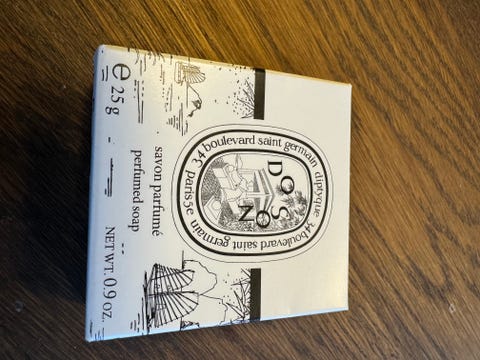 34 boulevard saint germain diptyque 34 boulevard saint germain paris 5e
DO
SON
savon parfumé
perfumed soap
℮ 25g NET WT. 0.9 oz.